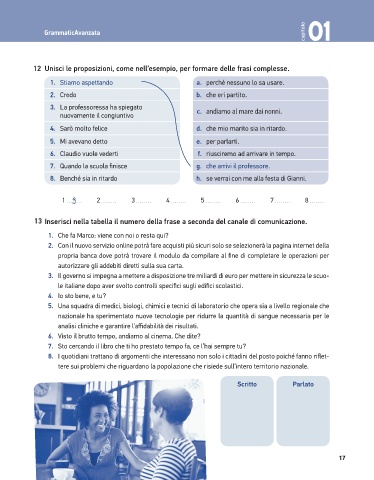 GrammaticAvanzata
CAPITOLO 01
12 Unisci le proposizioni, come nell'esempio, per formare delle frasi complesse.
1. Stiamo aspettando
a. perché nessuno lo sa usare.
2. Credo
b. che eri partito.
3. La professoressa ha spiegato
nuovamente il congiuntivo
c. andiamo al mare dai nonni.
4. Sarò molto felice
d. che mio marito sia in ritardo.
5. Mi avevano detto
e. per parlarti.
6. Claudio vuole vederti
f. riusciremo ad arrivare in tempo.
7. Quando la scuola finisce
g. che arrivi il professore.
8. Benché sia in ritardo
h. se verrai con me alla festa di Gianni.
1 ...g... 2 ........ 3 ........ 4 ........ 5 ........ 6 ........ 7 ........ 8 ........
13 Inserisci nella tabella il numero della frase a seconda del canale di comunicazione.
1. Che fa Marco: viene con noi o resta qui?
2. Con il nuovo servizio online potrà fare acquisti più sicuri solo se selezionerà la pagina internet della
propria banca dove potrà trovare il modulo da compilare al fine di completare le operazioni per
autorizzare gli addebiti diretti sulla sua carta.
3. Il governo si impegna a mettere a disposizione tre miliardi di euro per mettere in sicurezza le scuo-
le italiane dopo aver svolto controlli specifici sugli edifici scolastici.
4. Io sto bene, e tu?
5. Una squadra di medici, biologi, chimici e tecnici di laboratorio che opera sia a livello regionale che
nazionale ha sperimentato nuove tecnologie per ridurre la quantità di sangue necessaria per le
analisi cliniche e garantire l'affidabilità dei risultati.
6. Visto il brutto tempo, andiamo al cinema. Che dite?
7. Sto cercando il libro che ti ho prestato tempo fa, ce l'hai sempre tu?
8. I quotidiani trattano di argomenti che interessano non solo i cittadini del posto poiché fanno riflet-
tere sui problemi che riguardano la popolazione che risiede sull'intero territorio nazionale.
Scritto
Parlato
17